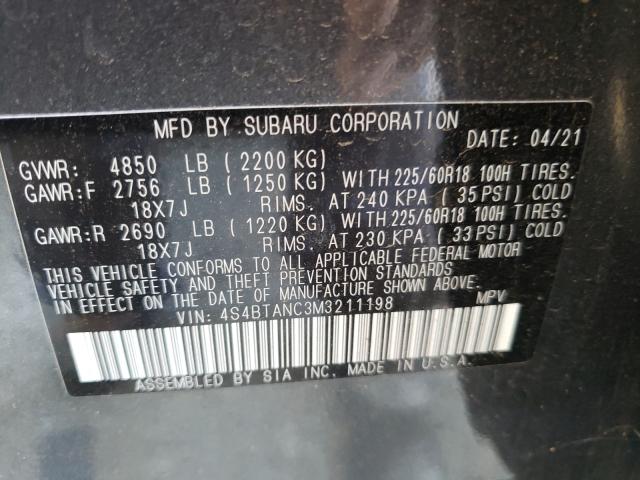 MFD BY SUBARU CORPORATION DATE: 04/21
GVWR: 4850 LB (2200 KG)
GAWR:F 2756 LB (1250 KG) WITH 225/60R18 100H TIRES.
18X7J RIMS. AT 240 KPA (35 PSI) COLD
GAWR:R 2690 LB (1220 KG) WITH 225/60R18 100H TIRES.
18X7J RIMS. AT 230 KPA (33 PSI) COLD
THIS VEHICLE CONFORMS TO ALL APPLICABLE FEDERAL MOTOR
VEHICLE SAFETY AND THEFT PREVENTION STANDARDS
IN EFFECT ON THE DATE OF MANUFACTURE SHOWN ABOVE.
VIN: 4S4BTANC3M3211198 MPV
ASSEMBLED BY SIA INC. MADE IN U.S.A.